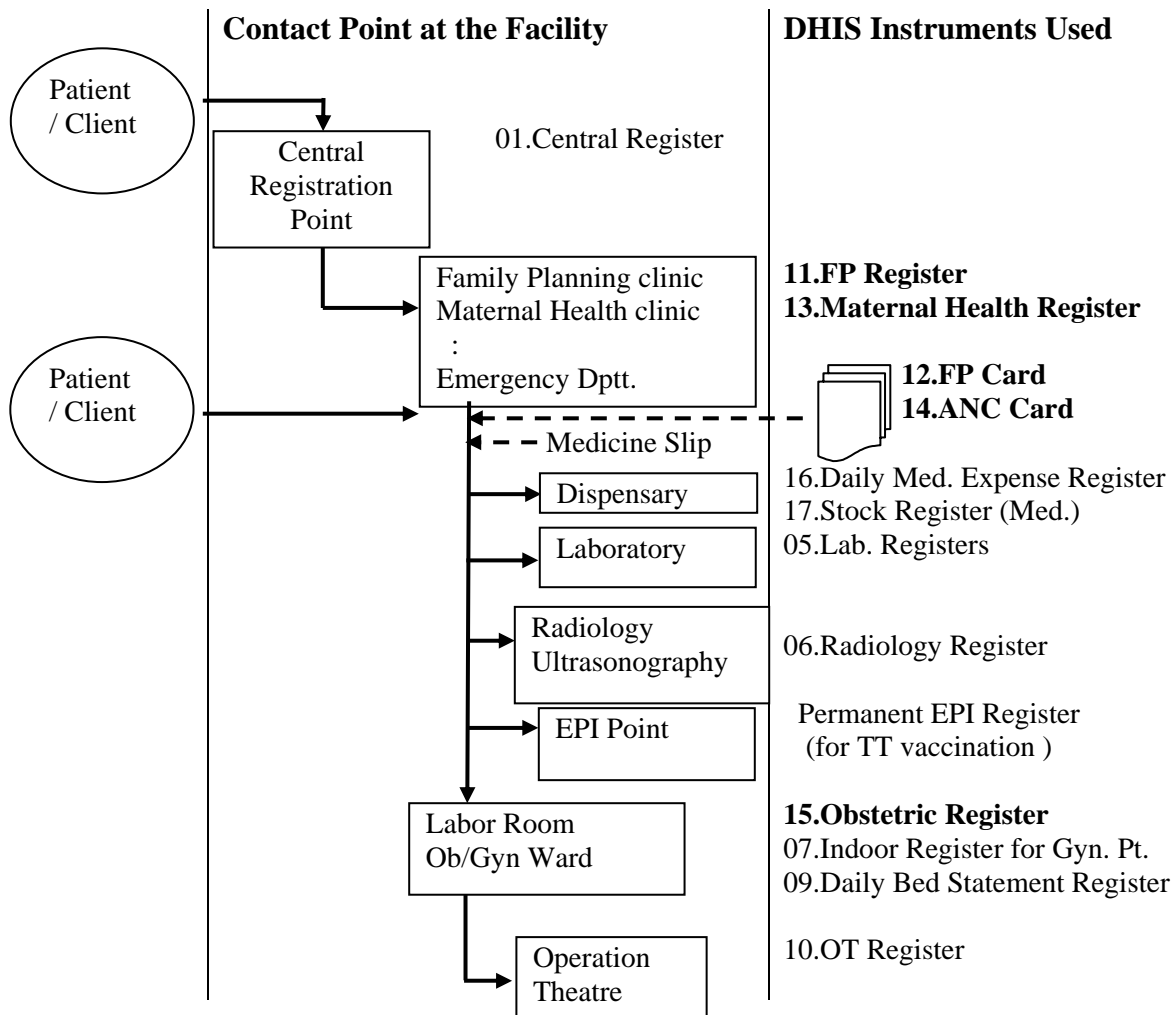 Contact Point at the Facility
DHIS Instruments Used
Patient
/ Client
01.Central Register
Central
Registration
Point
Family Planning clinic
Maternal Health clinic
:
Emergency Dptt.
11.FP Register
13.Maternal Health Register
Patient
/ Client
12.FP Card
14.ANC Card
Medicine Slip
Dispensary
16.Daily Med. Expense Register
17.Stock Register (Med.)
Laboratory
05.Lab. Registers
Radiology
Ultrasonography
06.Radiology Register
EPI Point
Permanent EPI Register
(for TT vaccination )
Labor Room
Ob/Gyn Ward
15.Obstetric Register
07.Indoor Register for Gyn. Pt.
09.Daily Bed Statement Register
Operation
Theatre
10.OT Register